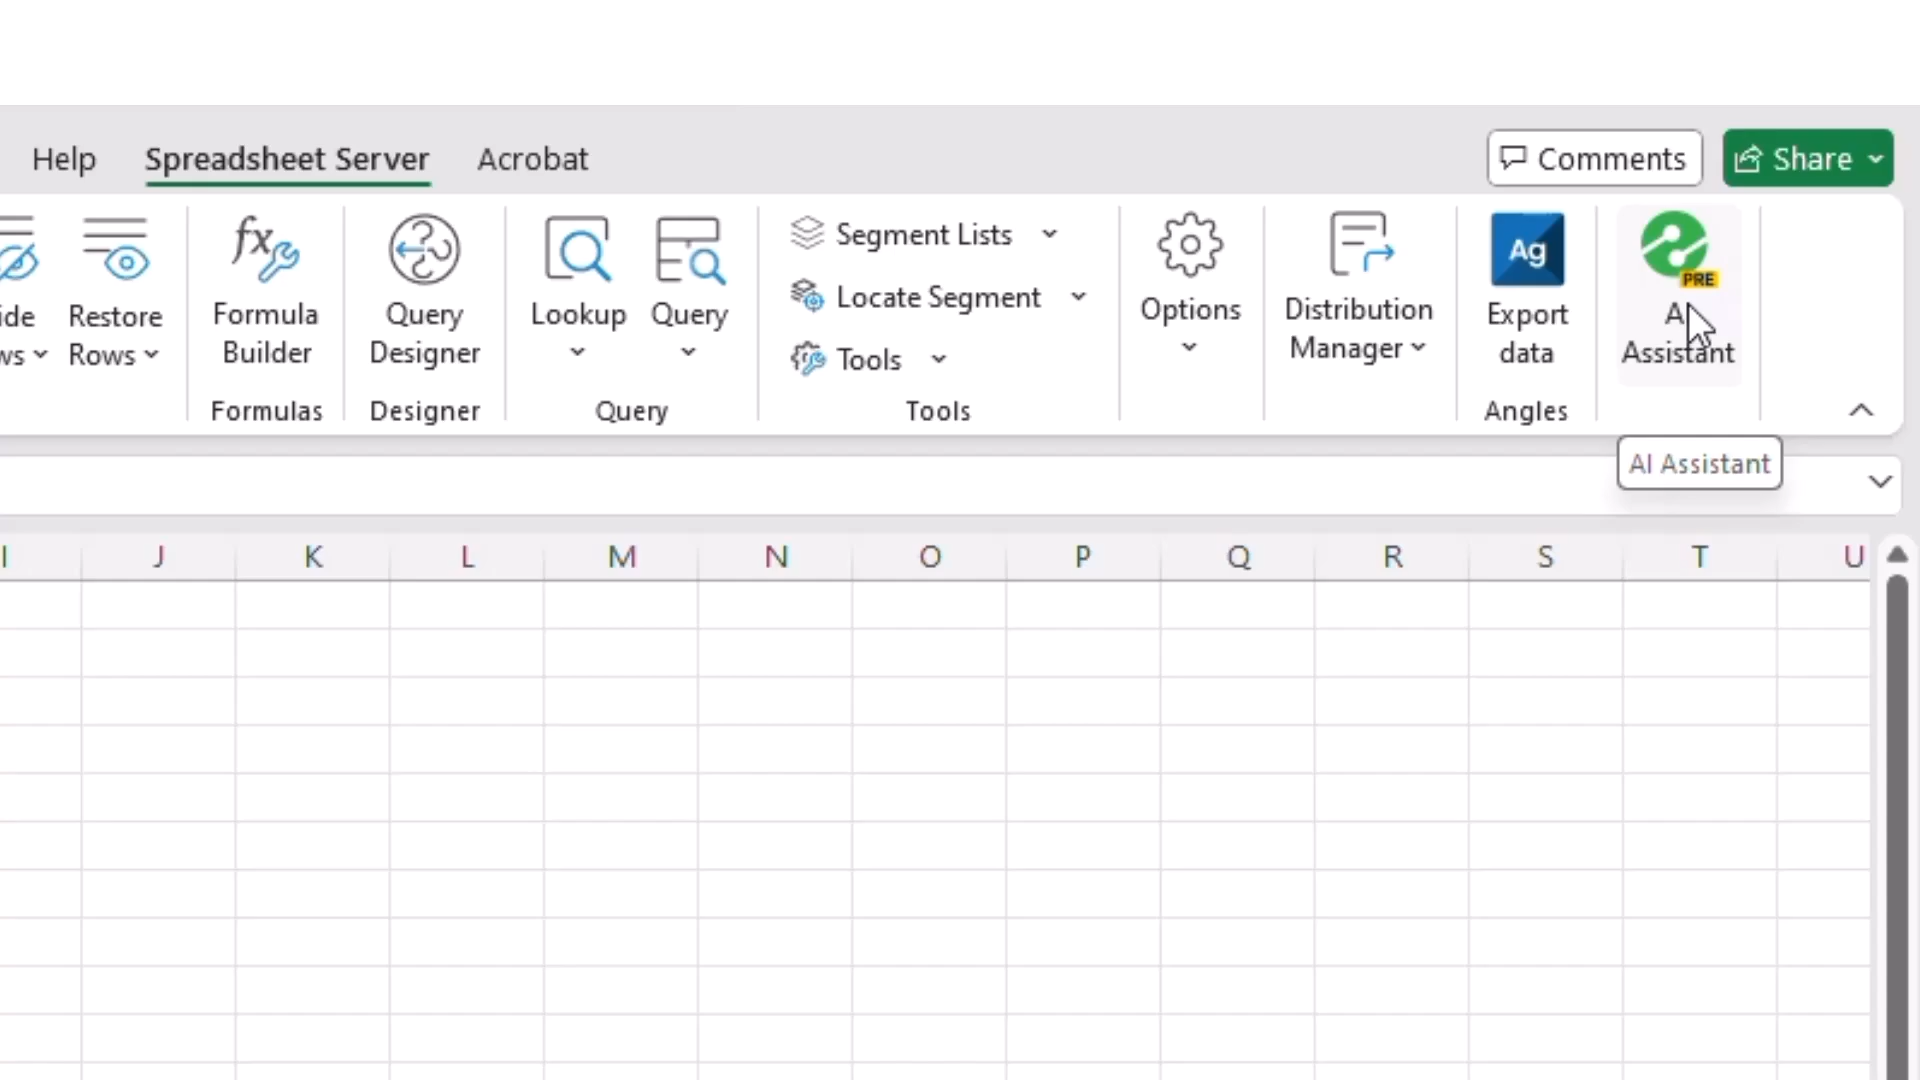 Help Spreadsheet Server Acrobat Comments Share
ide
ws
Restore
Rows
Formula
Builder
Formulas
Query
Designer
Designer
Lookup
Query
Query
Segment Lists
Locate Segment
Tools
Tools
Options
Distribution
Manager
Ag
Export
data
Angles
PRE
A
Assistant
AI Assistant
I J K L M N O P Q R S T U